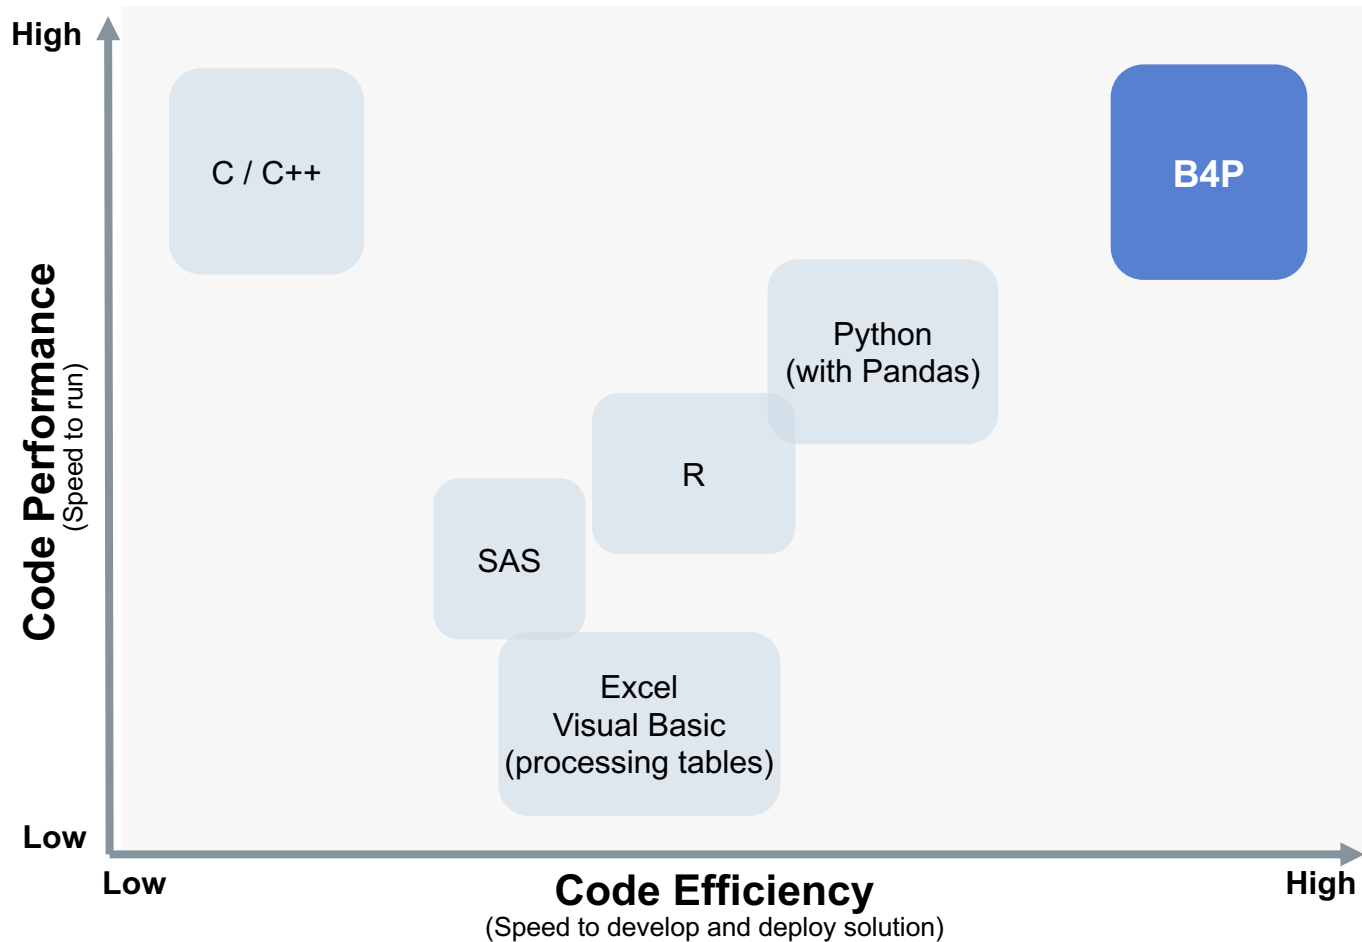 High
C / C++
B4P
Python
(with Pandas)
R
SAS
Excel
Visual Basic
(processing tables)
Code Performance
(Speed to run)
Low
Low
High
Code Efficiency
(Speed to develop and deploy solution)